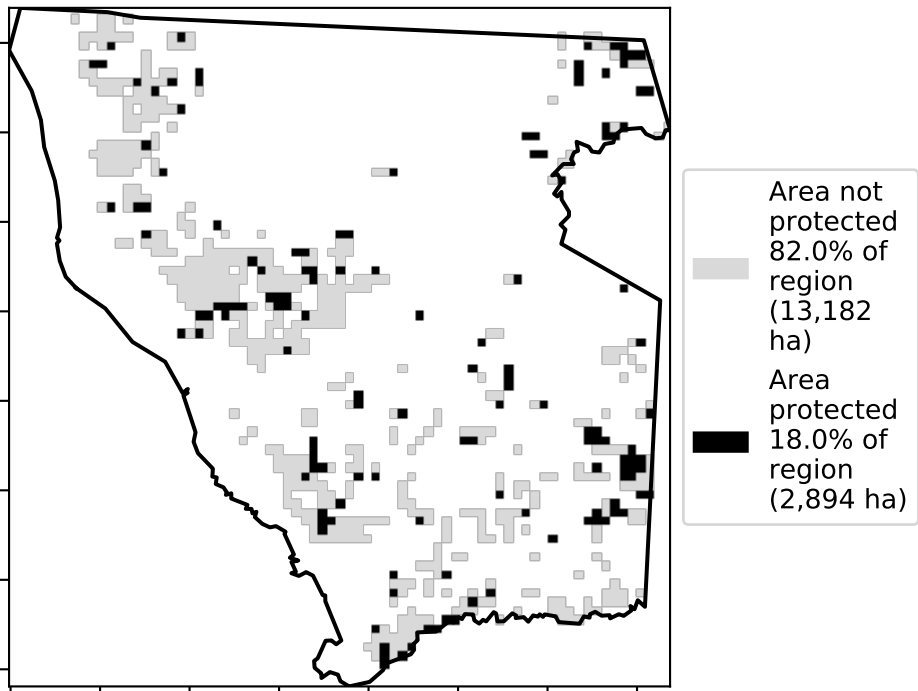 Area not
protected
82.0% of
region
(13,182
ha)
Area
protected
18.0% of
region
(2,894 ha)